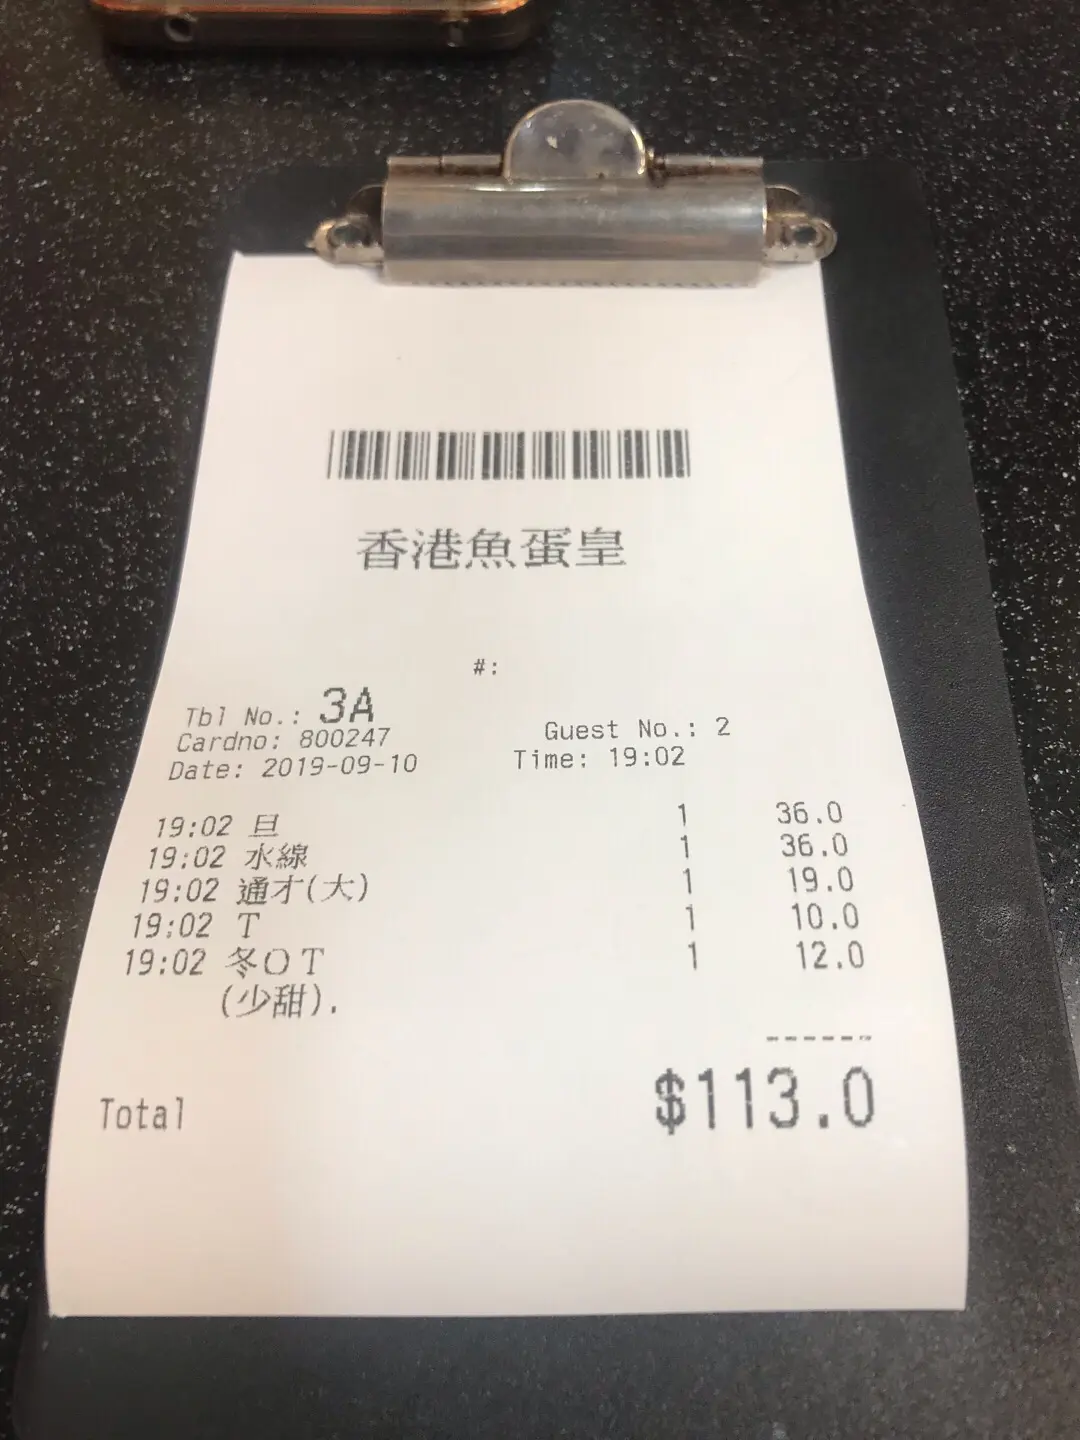 香港魚蛋皇
#:
Tbl No.: 3A
Cardno: 800247 Guest No.: 2
Date: 2019-09-10 Time: 19:02
19:02 旦 1 36.0
19:02 水線 1 36.0
19:02 通才(大) 1 19.0
19:02 T 1 10.0
19:02 冬OT 1 12.0
(少甜).
------
Total $113.0